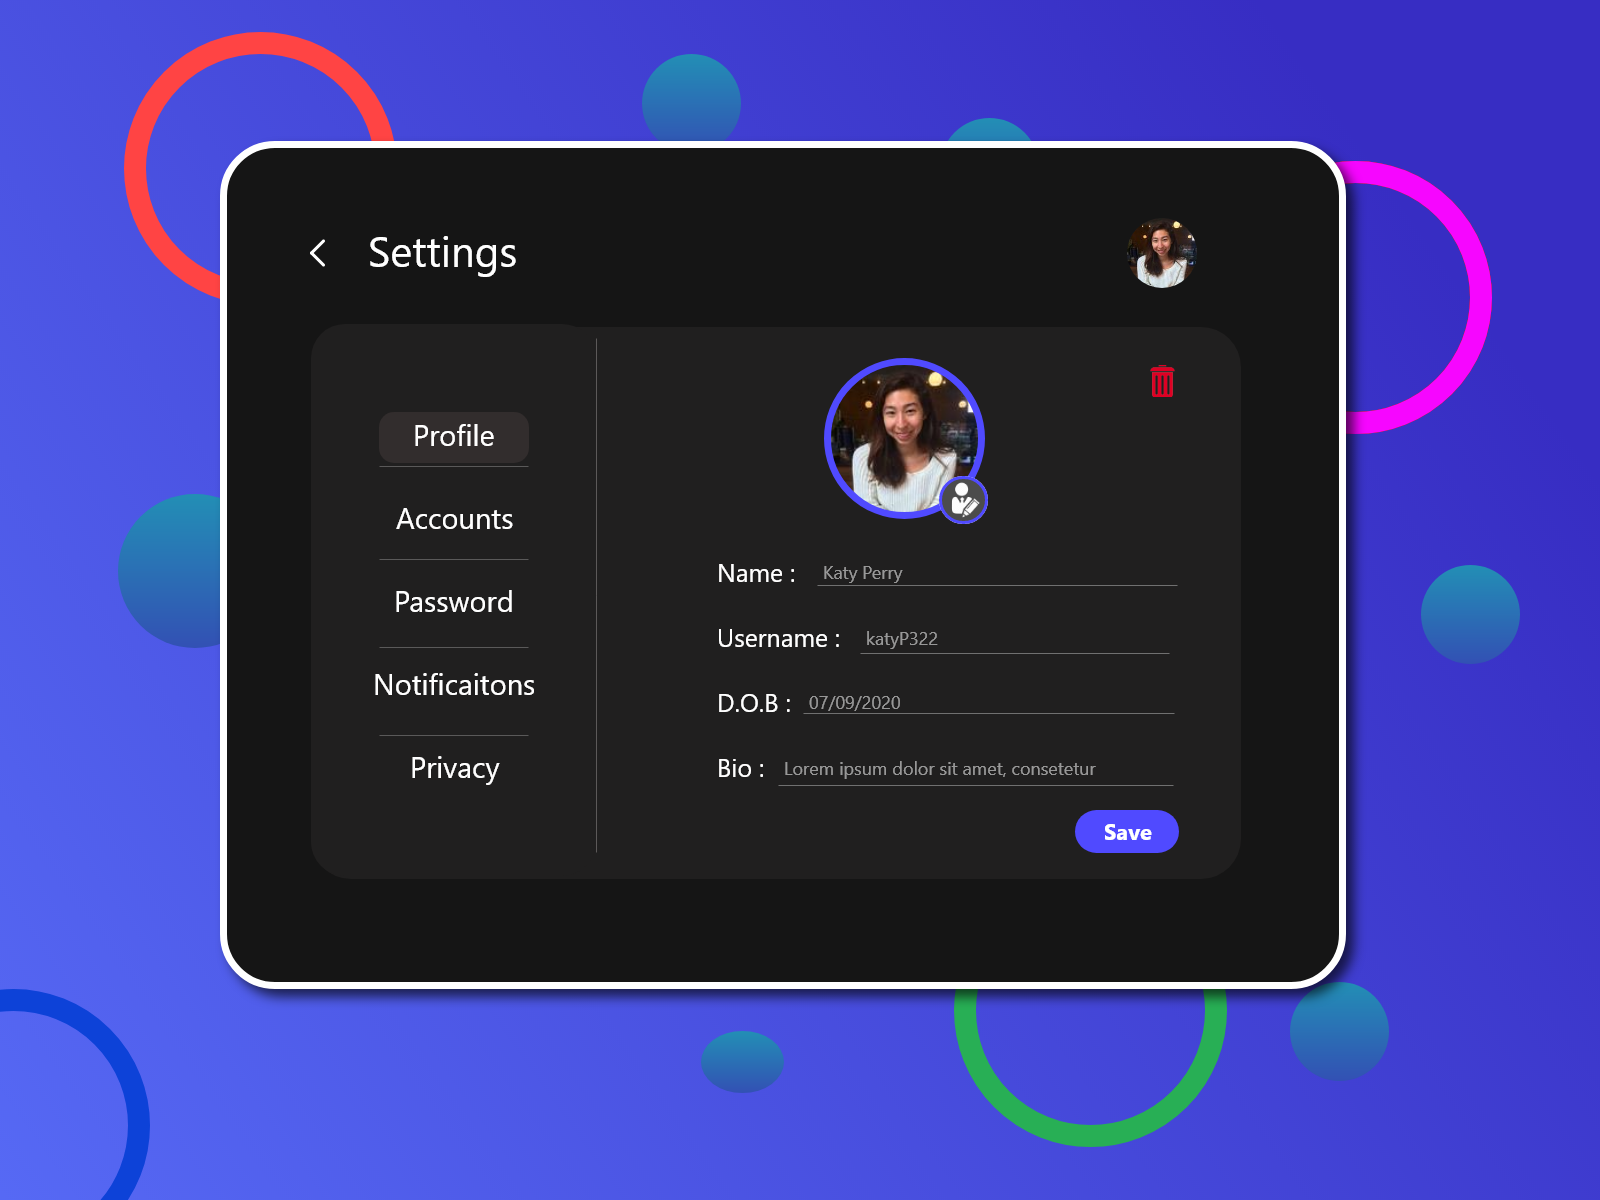 Settings
Profile
Accounts
Password
Notificaitons
Privacy
Name : Katy Perry
Username : katyP322
D.O.B : 07/09/2020
Bio : Lorem ipsum dolor sit amet, consetetur
Save